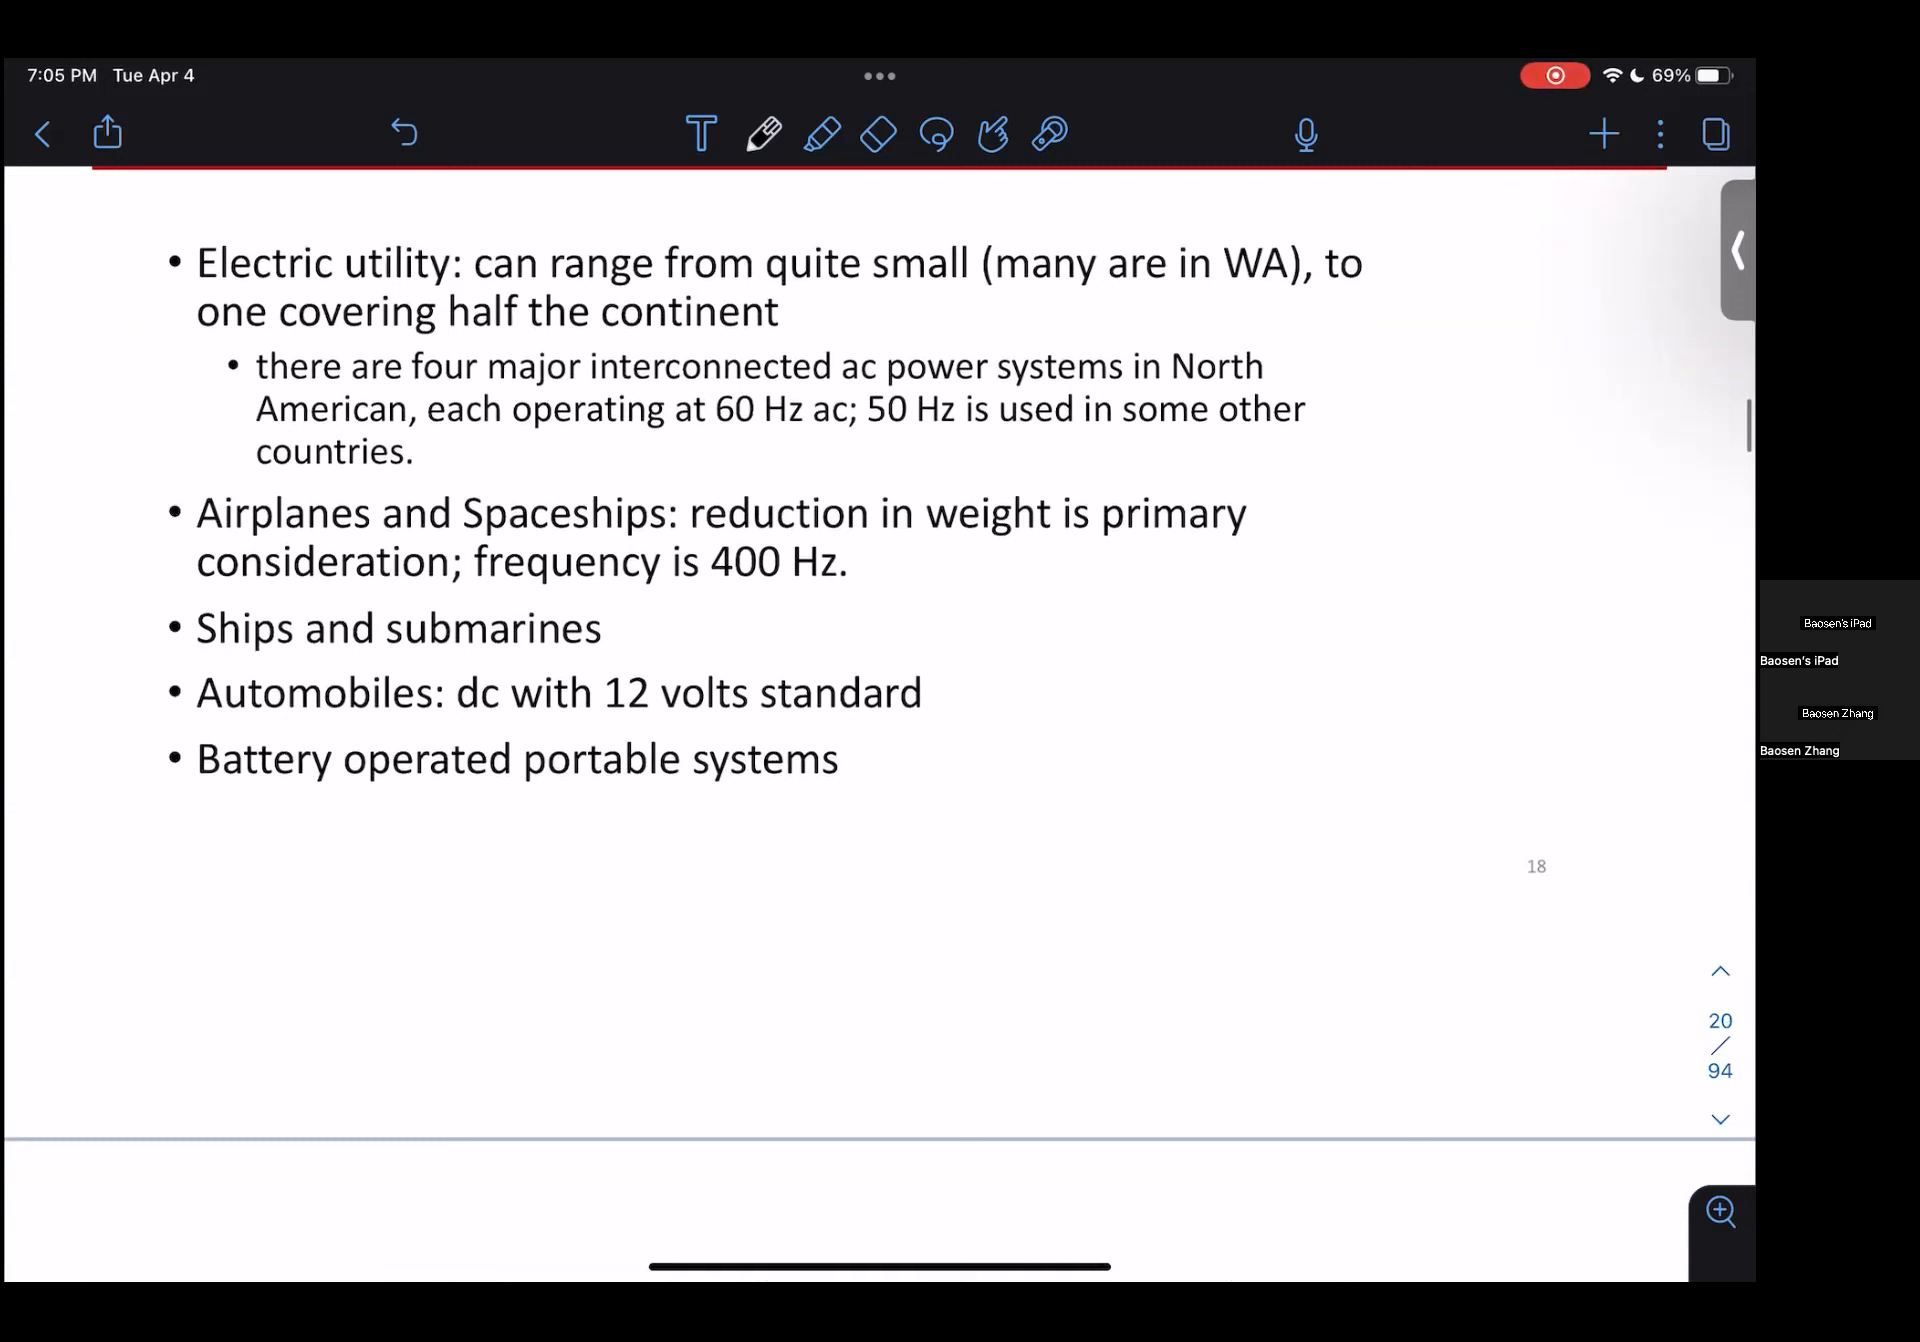 7:05 PM Tue Apr 4
69%
• Electric utility: can range from quite small (many are in WA), to
one covering half the continent
• there are four major interconnected ac power systems in North
American, each operating at 60 Hz ac; 50 Hz is used in some other
countries.
• Airplanes and Spaceships: reduction in weight is primary
consideration; frequency is 400 Hz.
• Ships and submarines
• Automobiles: dc with 12 volts standard
• Battery operated portable systems
18
20
/
94
Baosen's iPad
Baosen's iPad
Baosen Zhang
Baosen Zhang